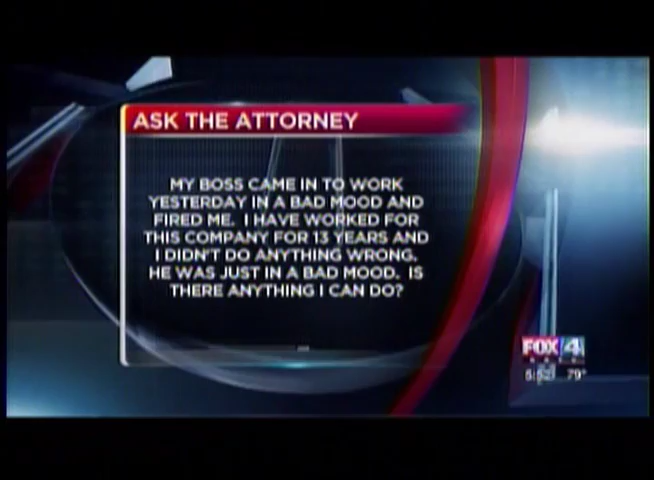 ASK THE ATTORNEY
MY BOSS CAME IN TO WORK
YESTERDAY IN A BAD MOOD AND
FIRED ME. I HAVE WORKED FOR
THIS COMPANY FOR 13 YEARS AND
I DIDN'T DO ANYTHING WRONG.
HE WAS JUST IN A BAD MOOD. IS
THERE ANYTHING I CAN DO?
FOX 4
5:52 79°